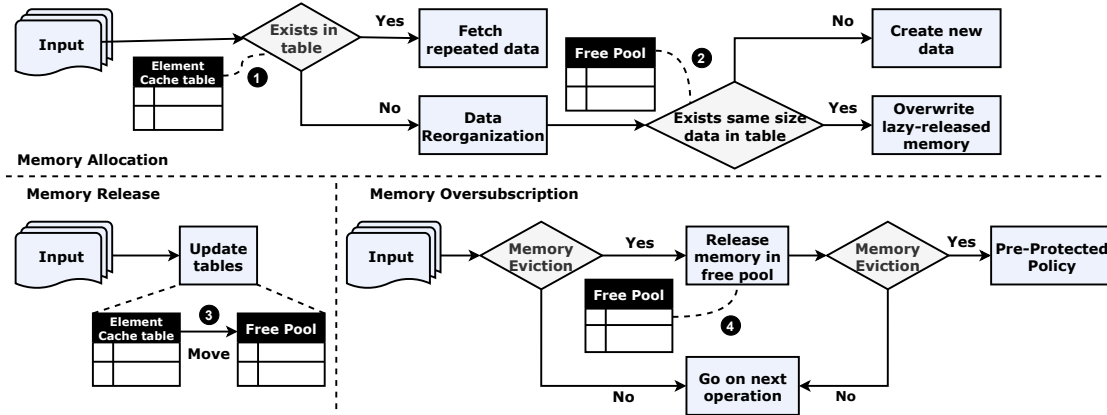 Input
Exists in
table
Yes
Fetch
repeated data
Element
Cache table
1
No
Data
Reorganization
Free Pool
2
Exists same size
data in table
No
Create new
data
Yes
Overwrite
lazy-released
memory
Memory Allocation
Memory Release
Input
Update
tables
Element
Cache table
3
Move
Free Pool
Memory Oversubscription
Input
Memory
Eviction
Yes
Release
memory in
free pool
Free Pool
4
Memory
Eviction
Yes
Pre-Protected
Policy
No
Go on next
operation
No